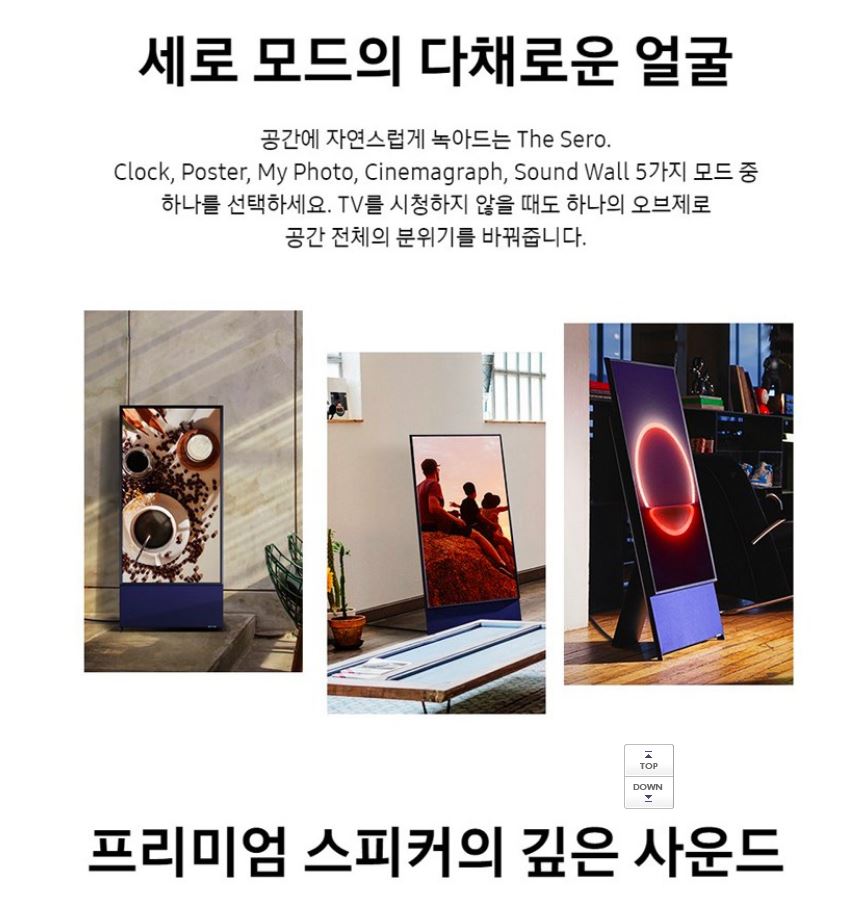 세로 모드의 다채로운 얼굴
공간에 자연스럽게 녹아드는 The Sero.
Clock, Poster, My Photo, Cinemagraph, Sound Wall 5가지 모드 중
하나를 선택하세요. TV를 시청하지 않을 때도 하나의 오브제로
공간 전체의 분위기를 바꿔줍니다.
TOP
DOWN
프리미엄 스피커의 깊은 사운드